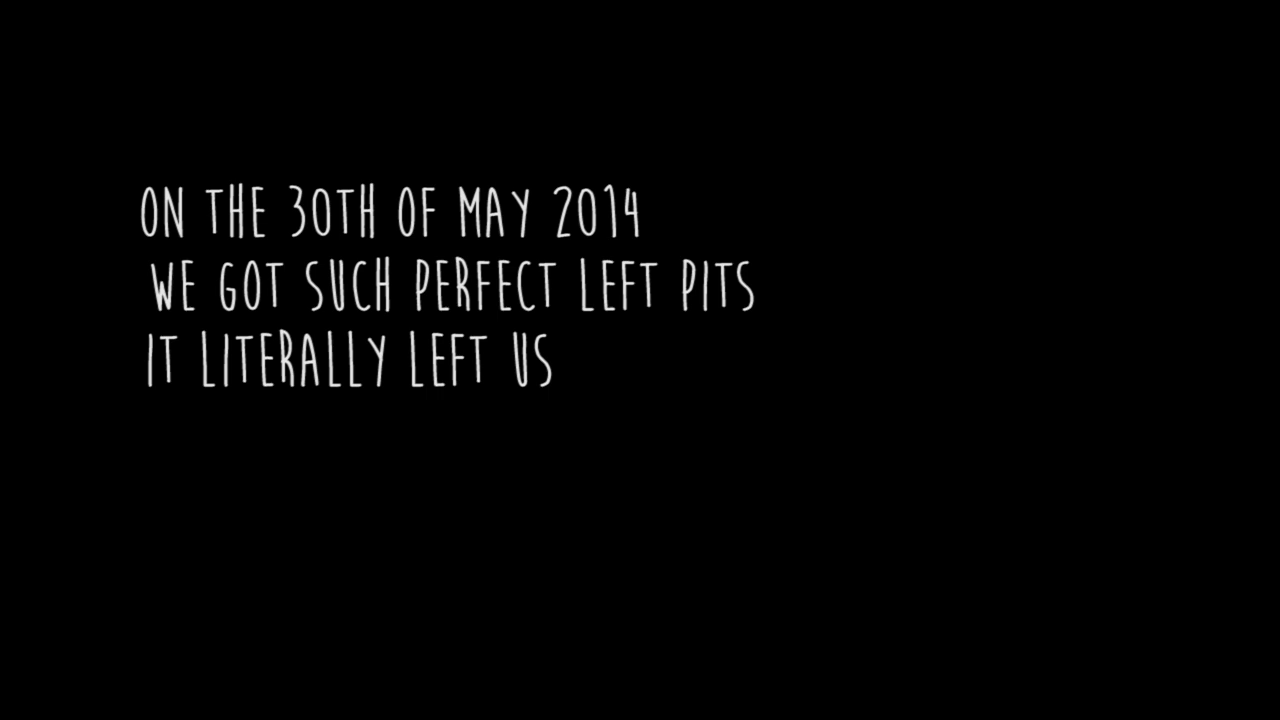 ON THE 30TH OF MAY 2014
WE GOT SUCH PERFECT LEFT PITS
IT LITERALLY LEFT US